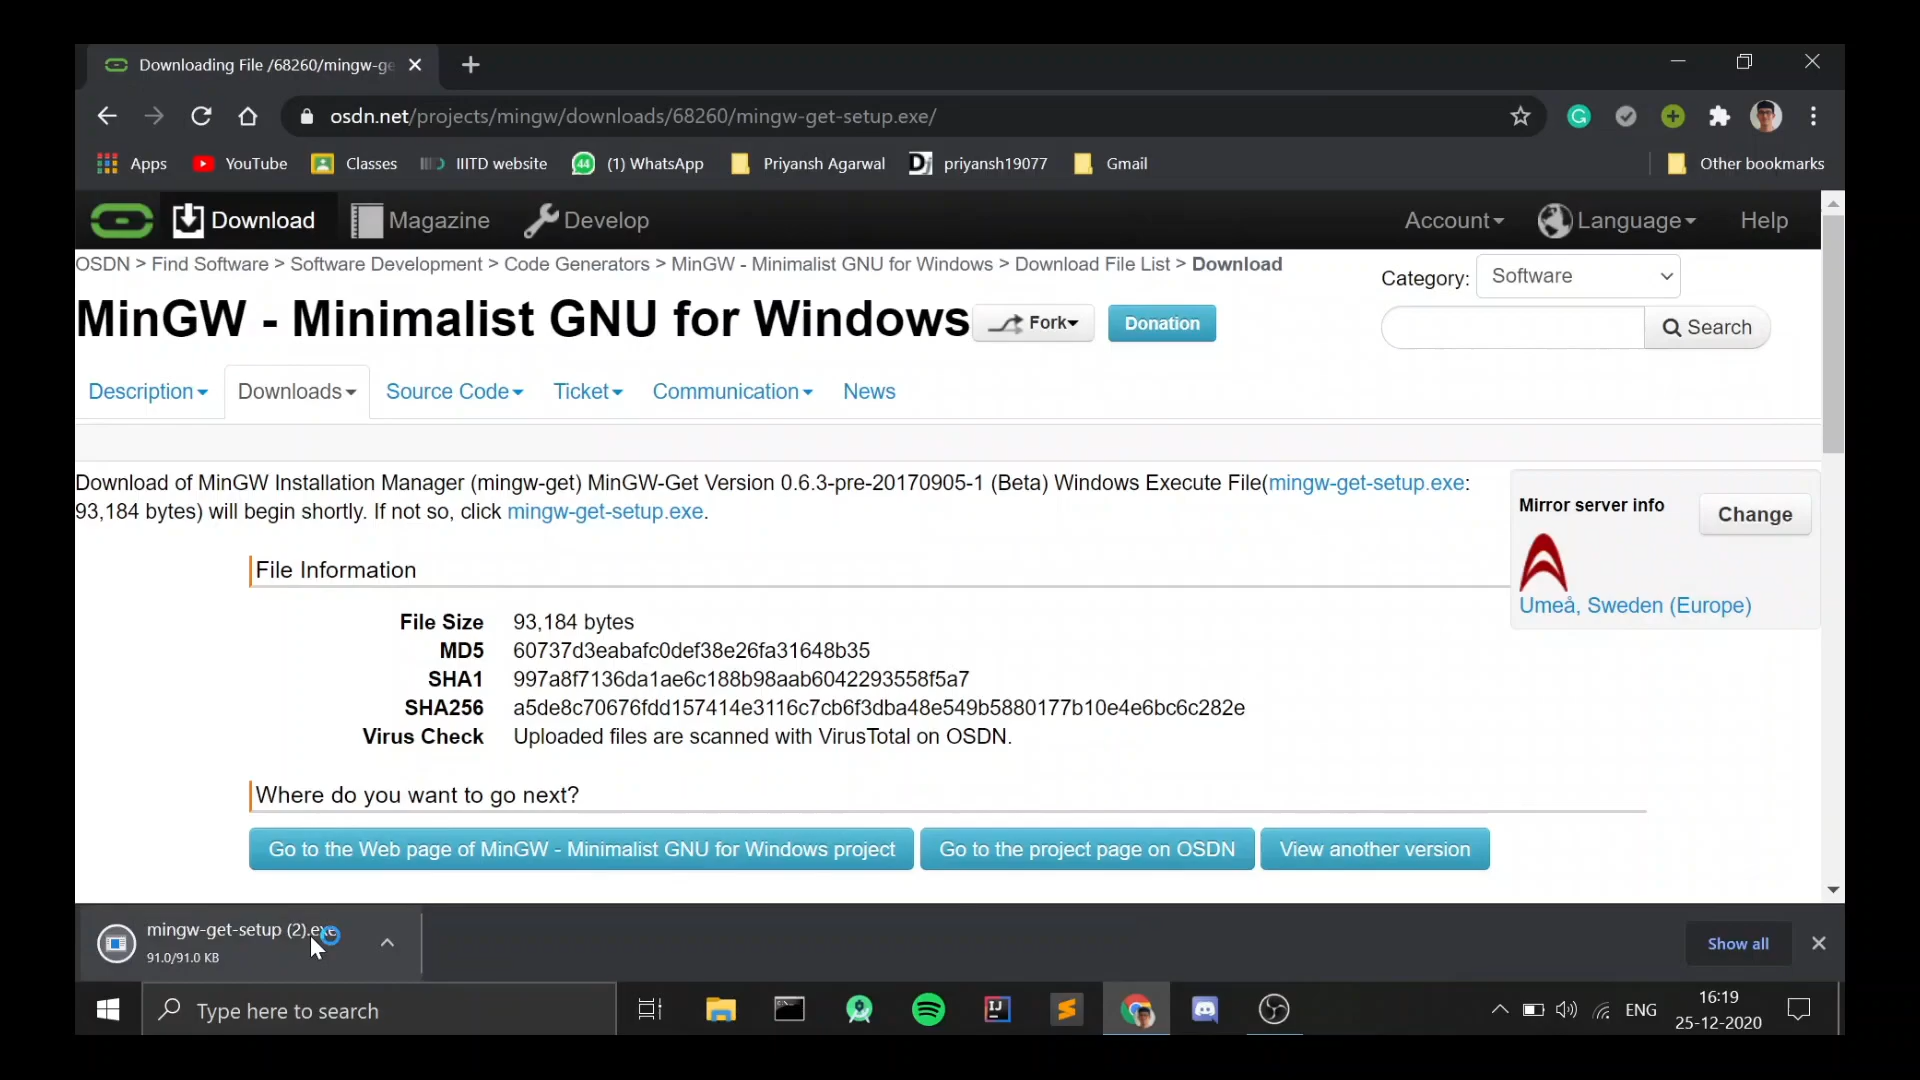 Downloading File /68260/mingw-ge
osdn.net/projects/mingw/downloads/68260/mingw-get-setup.exe/
Apps YouTube Classes IIITD website 44 (1) WhatsApp Priyansh Agarwal Dj priyansh19077 Gmail Other bookmarks
Download Magazine Develop Account Language Help
OSDN > Find Software > Software Development > Code Generators > MinGW - Minimalist GNU for Windows > Download File List > Download
Category: Software
MinGW - Minimalist GNU for Windows Fork Donation
Search
Description Downloads Source Code Ticket Communication News
Download of MinGW Installation Manager (mingw-get) MinGW-Get Version 0.6.3-pre-20170905-1 (Beta) Windows Execute File(mingw-get-setup.exe:
93,184 bytes) will begin shortly. If not so, click mingw-get-setup.exe.
Mirror server info
Change
Umeå, Sweden (Europe)
File Information
File Size 93,184 bytes
MD5 60737d3eabafc0def38e26fa31648b35
SHA1 997a8f7136da1ae6c188b98aab6042293558f5a7
SHA256 a5de8c70676fdd157414e3116c7cb6f3dba48e549b5880177b10e4e6bc6c282e
Virus Check Uploaded files are scanned with VirusTotal on OSDN.
Where do you want to go next?
Go to the Web page of MinGW - Minimalist GNU for Windows project Go to the project page on OSDN View another version
mingw-get-setup (2).exe
91.0/91.0 KB
Show all
Type here to search
IJ
ENG
16:19
25-12-2020